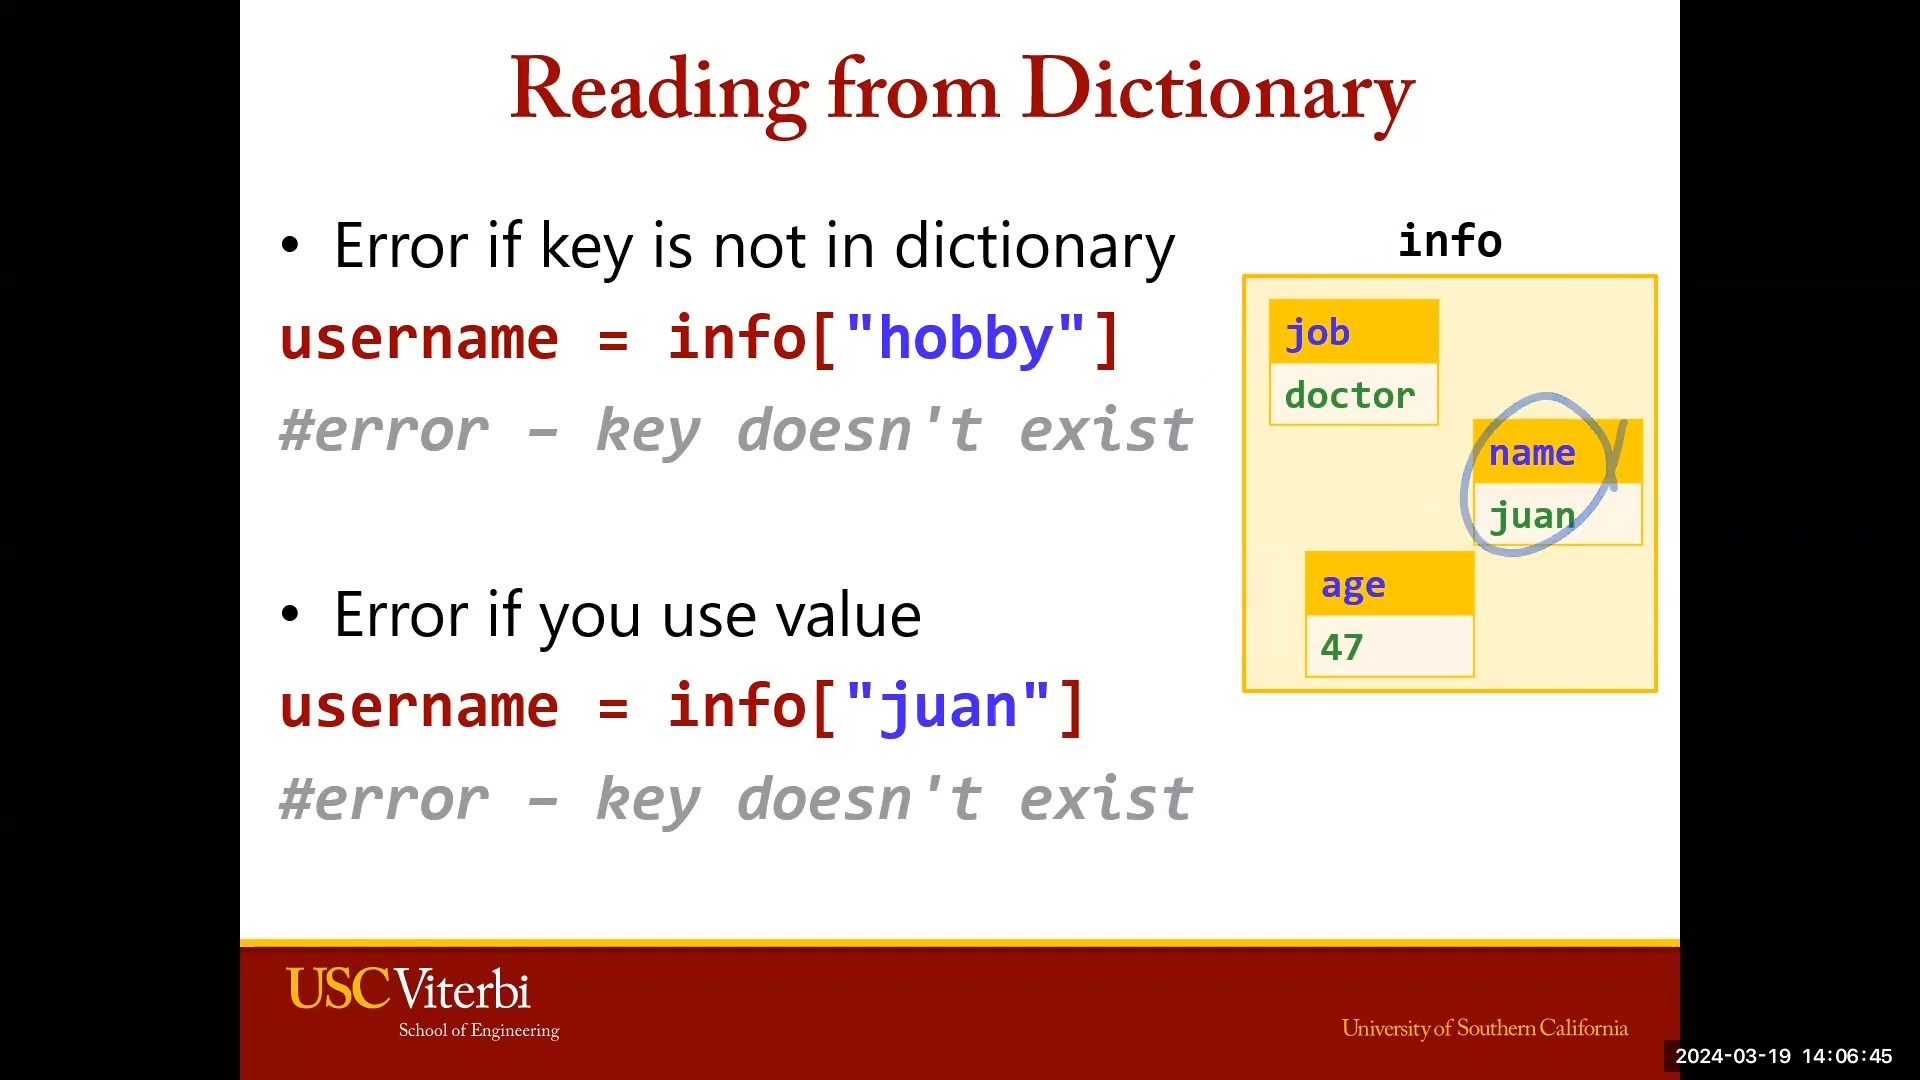 Reading from Dictionary
• Error if key is not in dictionary
username = info["hobby"]
#error – key doesn't exist
• Error if you use value
username = info["juan"]
#error – key doesn't exist
info
job
doctor
name
juan
age
47
USC Viterbi
School of Engineering
University of Southern California
2024-03-19 14:06:45